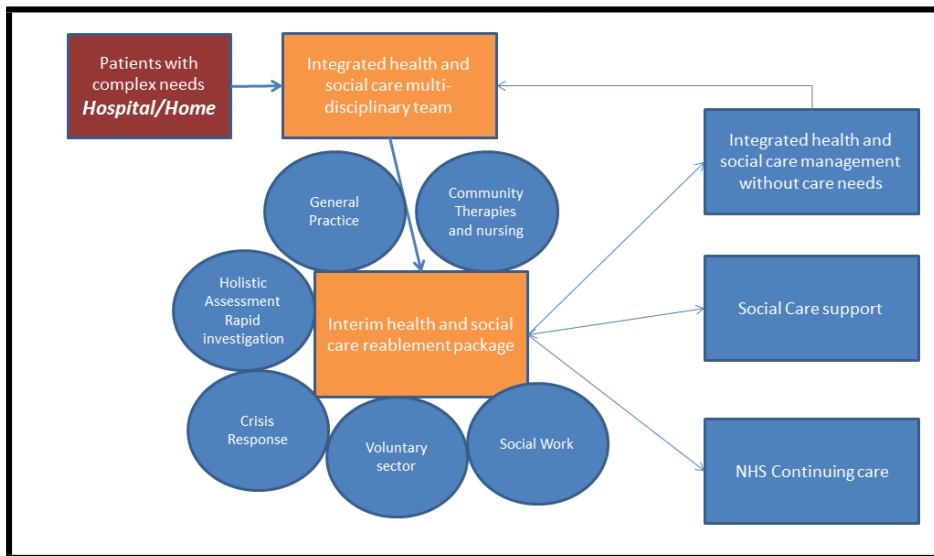 Patients with
complex needs
Hospital/Home
Integrated health and
social care multi-
disciplinary team
Integrated health and
social care management
without care needs
General
Practice
Community
Therapies
and nursing
Holistic
Assessment
Rapid
investigation
Interim health and social
care reablement package
Social Care support
Crisis
Response
Voluntary
sector
Social Work
NHS Continuing care